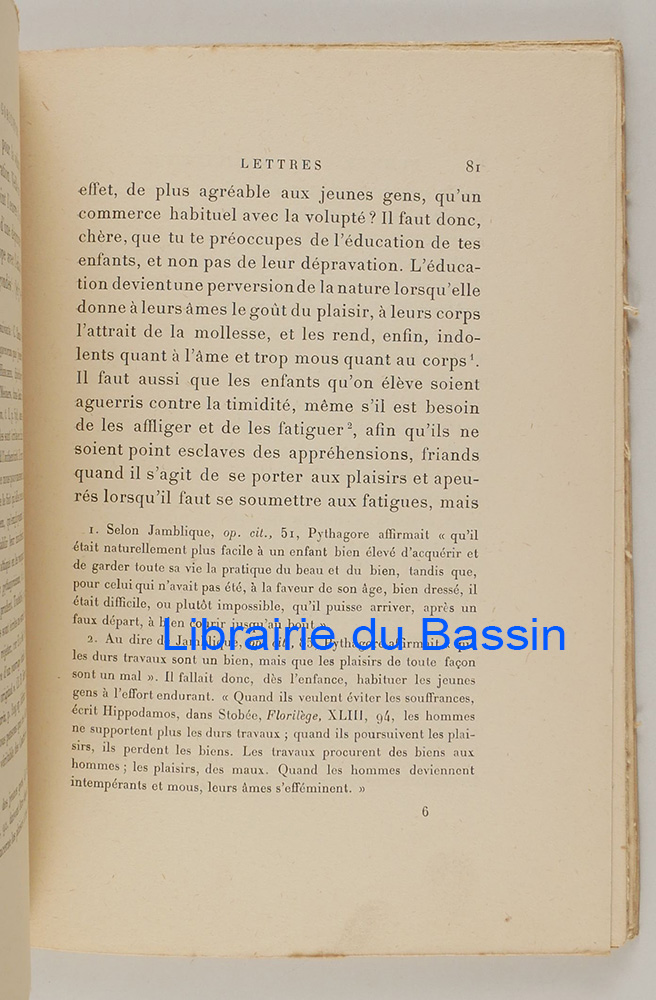 LETTRES 81
effet, de plus agréable aux jeunes gens, qu'un
commerce habituel avec la volupté? Il faut donc,
chère, que tu te préoccupes de l'éducation de tes
enfants, et non pas de leur dépravation. L'éduca-
tion devient une perversion de la nature lorsqu'elle
donne à leurs âmes le goût du plaisir, à leurs corps
l'attrait de la mollesse, et les rend, enfin, indo-
lents quant à l'âme et trop mous quant au corps¹.
Il faut aussi que les enfants qu'on élève soient
aguerris contre la timidité, même s'il est besoin
de les affliger et de les fatiguer², afin qu'ils ne
soient point esclaves des appréhensions, friands
quand il s'agit de se porter aux plaisirs et apeu-
rés lorsqu'il faut se soumettre aux fatigues, mais
1. Selon Jamblique, op. cit., 51, Pythagore affirmait « qu'il
était naturellement plus facile à un enfant bien élevé d'acquérir et
de garder toute sa vie la pratique du beau et du bien, tandis que,
pour celui qui n'avait pas été, à la faveur de son âge, bien dressé, il
était difficile, ou plutôt impossible, qu'il puisse arriver, après un
faux départ, à bien courir jusqu'au bout ».
2. Au dire de Jamblique, op. cit., 85, Pythagore affirmait « que
les durs travaux sont un bien, mais que les plaisirs de toute façon
sont un mal ». Il fallait donc, dès l'enfance, habituer les jeunes
gens à l'effort endurant. « Quand ils veulent éviter les souffrances,
écrit Hippodamos, dans Stobée, Florilège, XLIII, 94, les hommes
ne supportent plus les durs travaux ; quand ils poursuivent les plai-
sirs, ils perdent les biens. Les travaux procurent des biens aux
hommes ; les plaisirs, des maux. Quand les hommes deviennent
intempérants et mous, leurs âmes s'efféminent. »
6
Librairie du Bassin